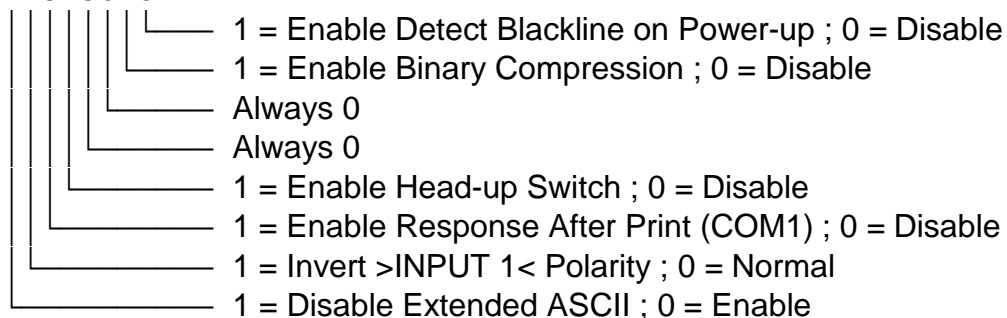 1 = Enable Detect Blackline on Power-up ; 0 = Disable
1 = Enable Binary Compression ; 0 = Disable
Always 0
Always 0
1 = Enable Head-up Switch ; 0 = Disable
1 = Enable Response After Print (COM1) ; 0 = Disable
1 = Invert >INPUT 1< Polarity ; 0 = Normal
1 = Disable Extended ASCII ; 0 = Enable